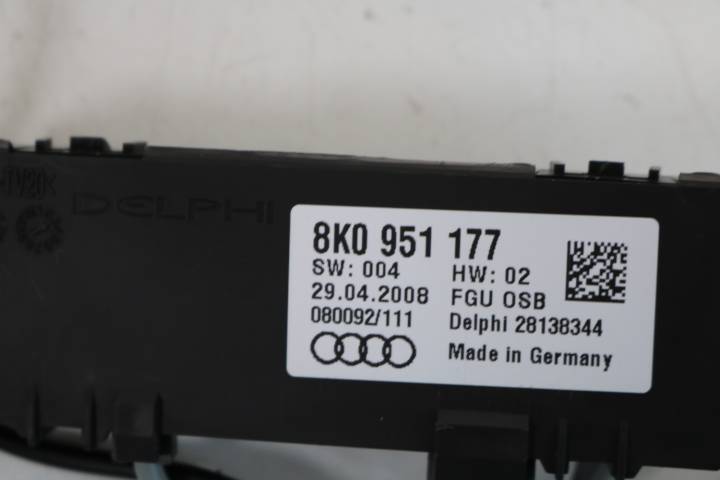 -TV20<
DELPHI
8K0 951 177
SW: 004 HW: 02
29.04.2008 FGU OSB
080092/111 Delphi 28138344
Made in Germany